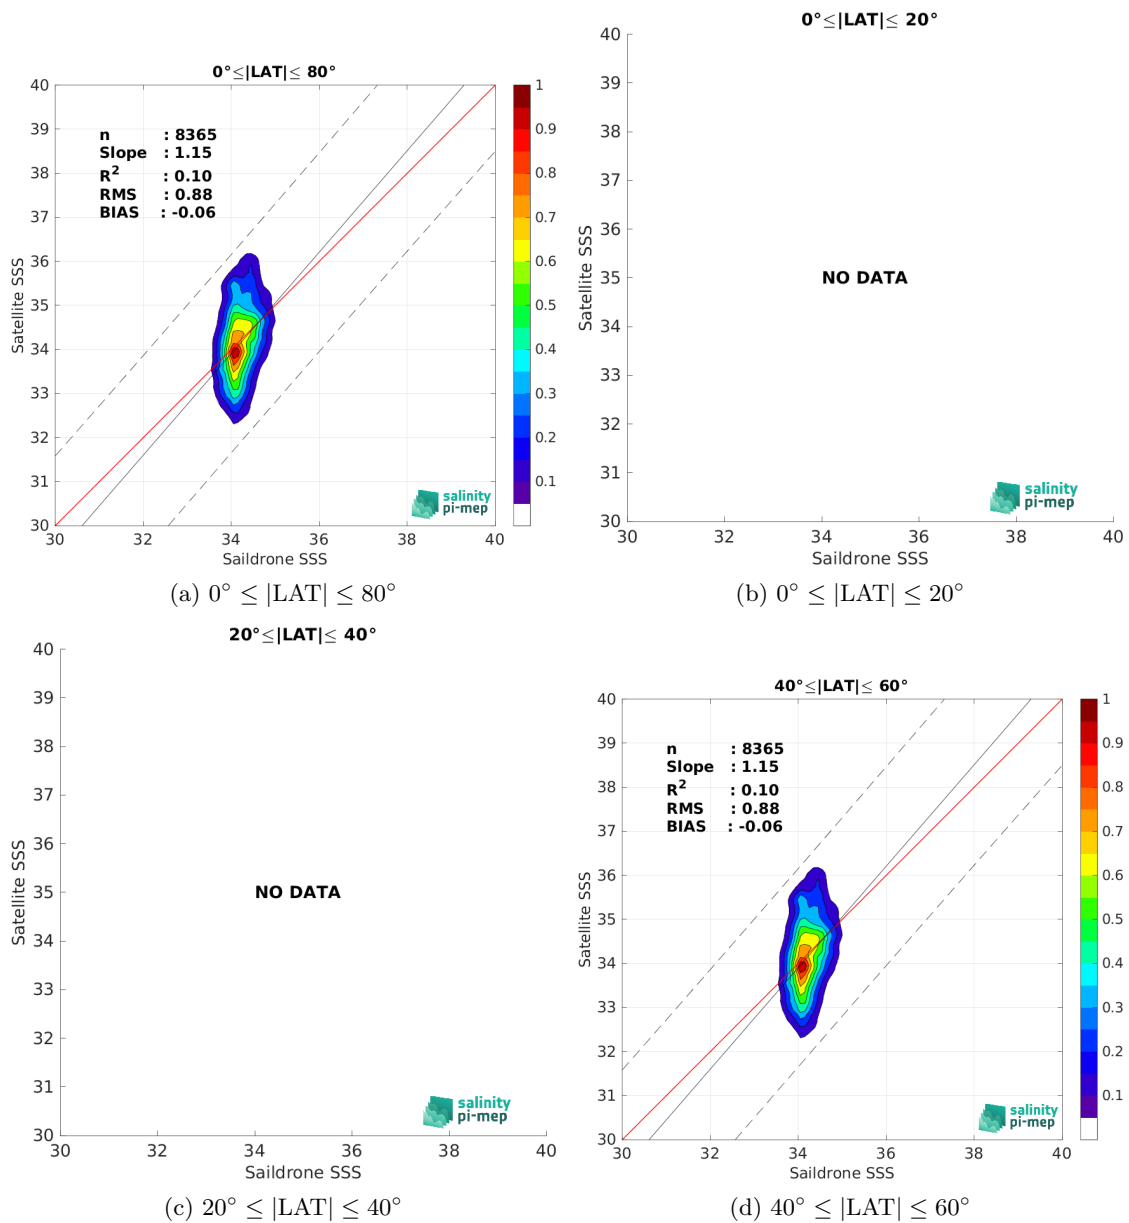 0°≤|LAT|≤ 80°
40
39
38
37
36
35
34
33
32
31
30
Satellite SSS
n : 8365
Slope : 1.15
R² : 0.10
RMS : 0.88
BIAS : -0.06
salinity
pi-mep
30 32 34 36 38 40
Saildrone SSS
1
0.9
0.8
0.7
0.6
0.5
0.4
0.3
0.2
0.1
(a) 0° ≤ |LAT| ≤ 80°
0°≤|LAT|≤ 20°
40
39
38
37
36
35
34
33
32
31
30
Satellite SSS
NO DATA
salinity
pi-mep
30 32 34 36 38 40
Saildrone SSS
(b) 0° ≤ |LAT| ≤ 20°
20°≤|LAT|≤ 40°
40
39
38
37
36
35
34
33
32
31
30
Satellite SSS
NO DATA
salinity
pi-mep
30 32 34 36 38 40
Saildrone SSS
(c) 20° ≤ |LAT| ≤ 40°
40°≤|LAT|≤ 60°
40
39
38
37
36
35
34
33
32
31
30
Satellite SSS
n : 8365
Slope : 1.15
R² : 0.10
RMS : 0.88
BIAS : -0.06
salinity
pi-mep
30 32 34 36 38 40
Saildrone SSS
1
0.9
0.8
0.7
0.6
0.5
0.4
0.3
0.2
0.1
(d) 40° ≤ |LAT| ≤ 60°